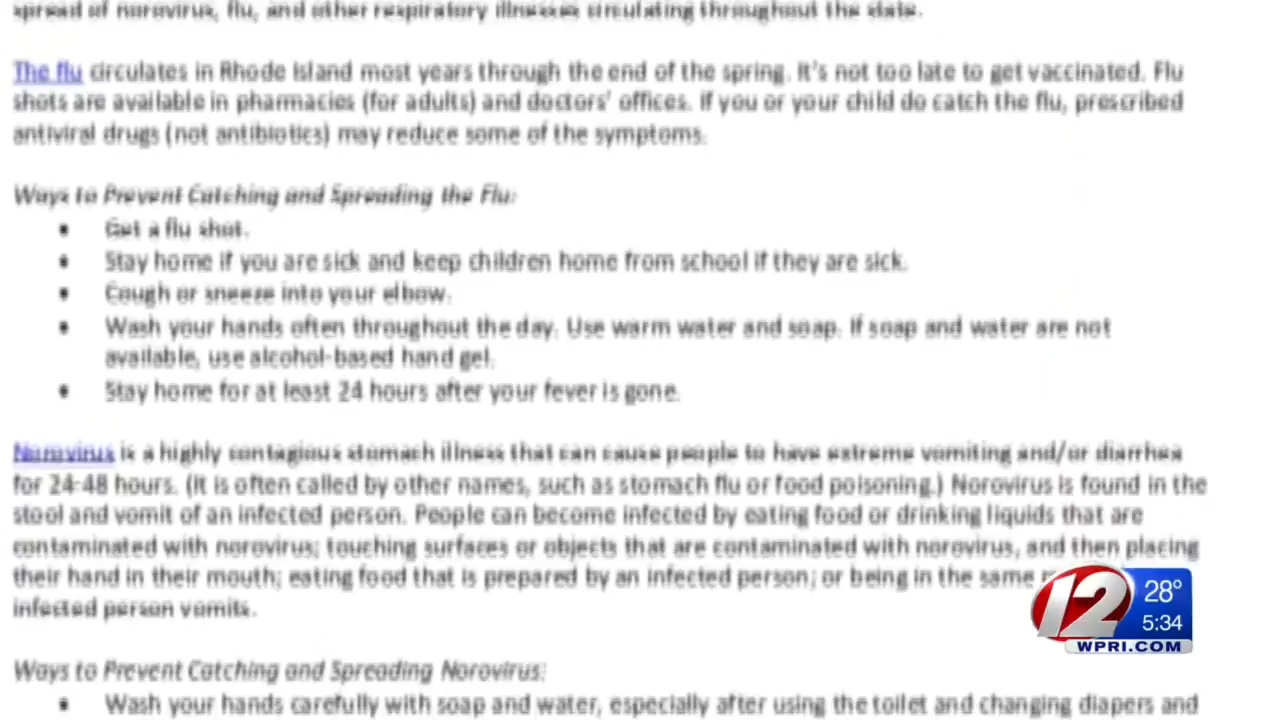 spread of norovirus, flu, and other respiratory illnesses circulating throughout the state.
The flu circulates in Rhode Island most years through the end of the spring. It's not too late to get vaccinated. Flu
shots are available in pharmacies (for adults) and doctors' offices. If you or your child do catch the flu, prescribed
antiviral drugs (not antibiotics) may reduce some of the symptoms.
Ways to Prevent Catching and Spreading the Flu:
• Get a flu shot.
• Stay home if you are sick and keep children home from school if they are sick.
• Cough or sneeze into your elbow.
• Wash your hands often throughout the day. Use warm water and soap. If soap and water are not
available, use alcohol-based hand gel.
• Stay home for at least 24 hours after your fever is gone.
Norovirus is a highly contagious stomach illness that can cause people to have extreme vomiting and/or diarrhea
for 24-48 hours. (It is often called by other names, such as stomach flu or food poisoning.) Norovirus is found in the
stool and vomit of an infected person. People can become infected by eating food or drinking liquids that are
contaminated with norovirus; touching surfaces or objects that are contaminated with norovirus, and then placing
their hand in their mouth; eating food that is prepared by an infected person; or being in the same
infected person vomits.
12 28°
5:34
WPRI.COM
Ways to Prevent Catching and Spreading Norovirus:
• Wash your hands carefully with soap and water, especially after using the toilet and changing diapers and